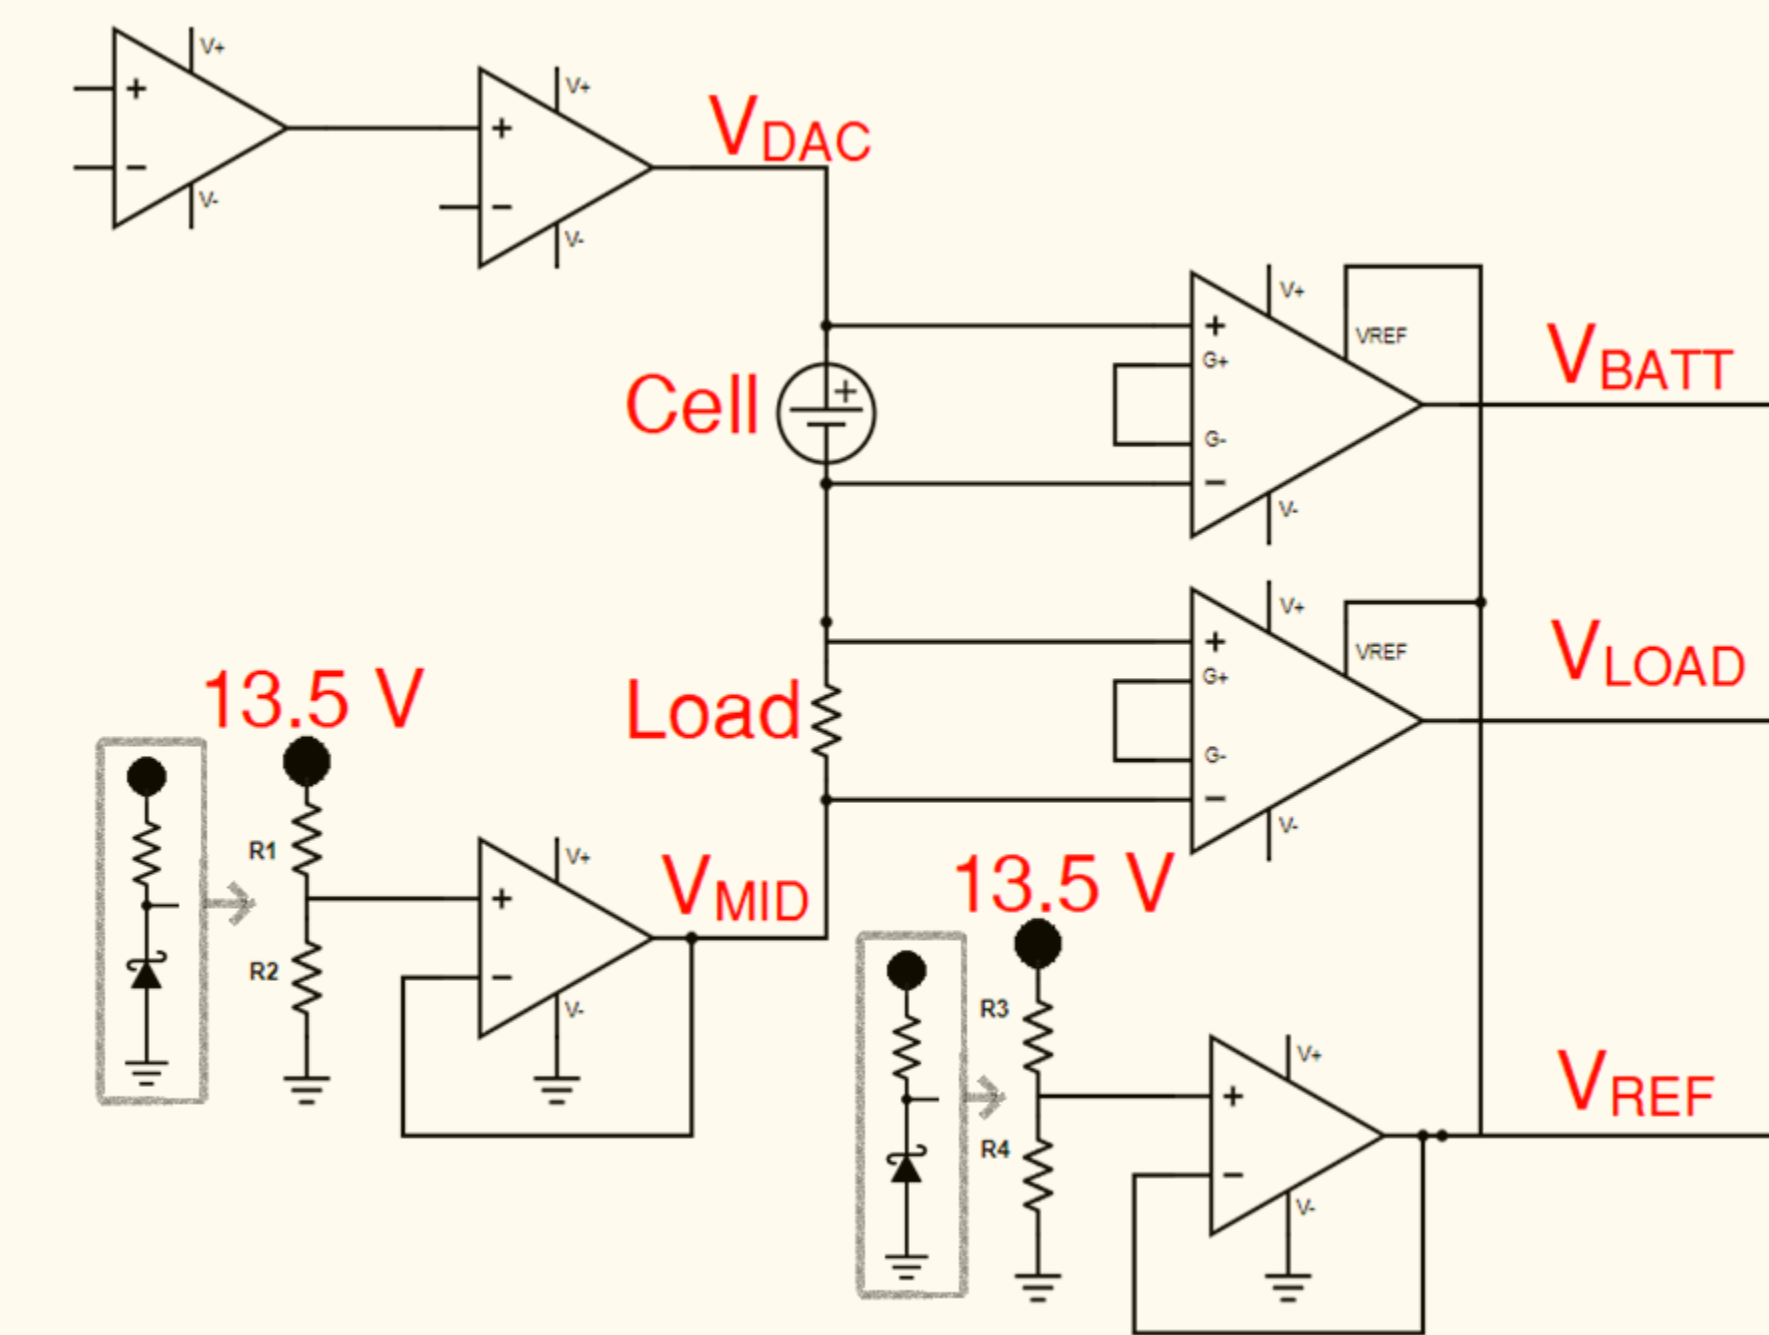 V+
+
−
V-
V+
+
−
V-
VDAC
V+
+
VREF
G+
G-
−
V-
VBATT
Cell
+
V+
+
VREF
G+
G-
−
V-
VLOAD
Load
13.5 V
R1
R2
V+
+
−
V-
VMID
13.5 V
R3
R4
V+
+
−
V-
VREF